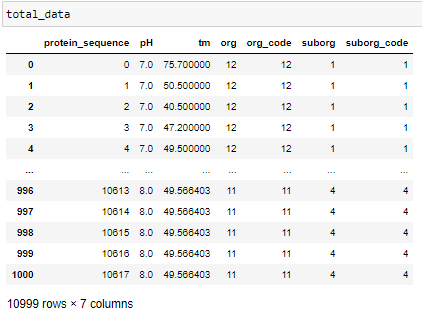 total_data
protein_sequence pH tm org org_code suborg suborg_code
0 0 7.0 75.700000 12 12 1 1
1 1 7.0 50.500000 12 12 1 1
2 2 7.0 40.500000 12 12 1 1
3 3 7.0 47.200000 12 12 1 1
4 4 7.0 49.500000 12 12 1 1
... ... ... ... ... ... ... ...
996 10613 8.0 49.566403 11 11 4 4
997 10614 8.0 49.566403 11 11 4 4
998 10615 8.0 49.566403 11 11 4 4
999 10616 8.0 49.566403 11 11 4 4
1000 10617 8.0 49.566403 11 11 4 4
10999 rows × 7 columns